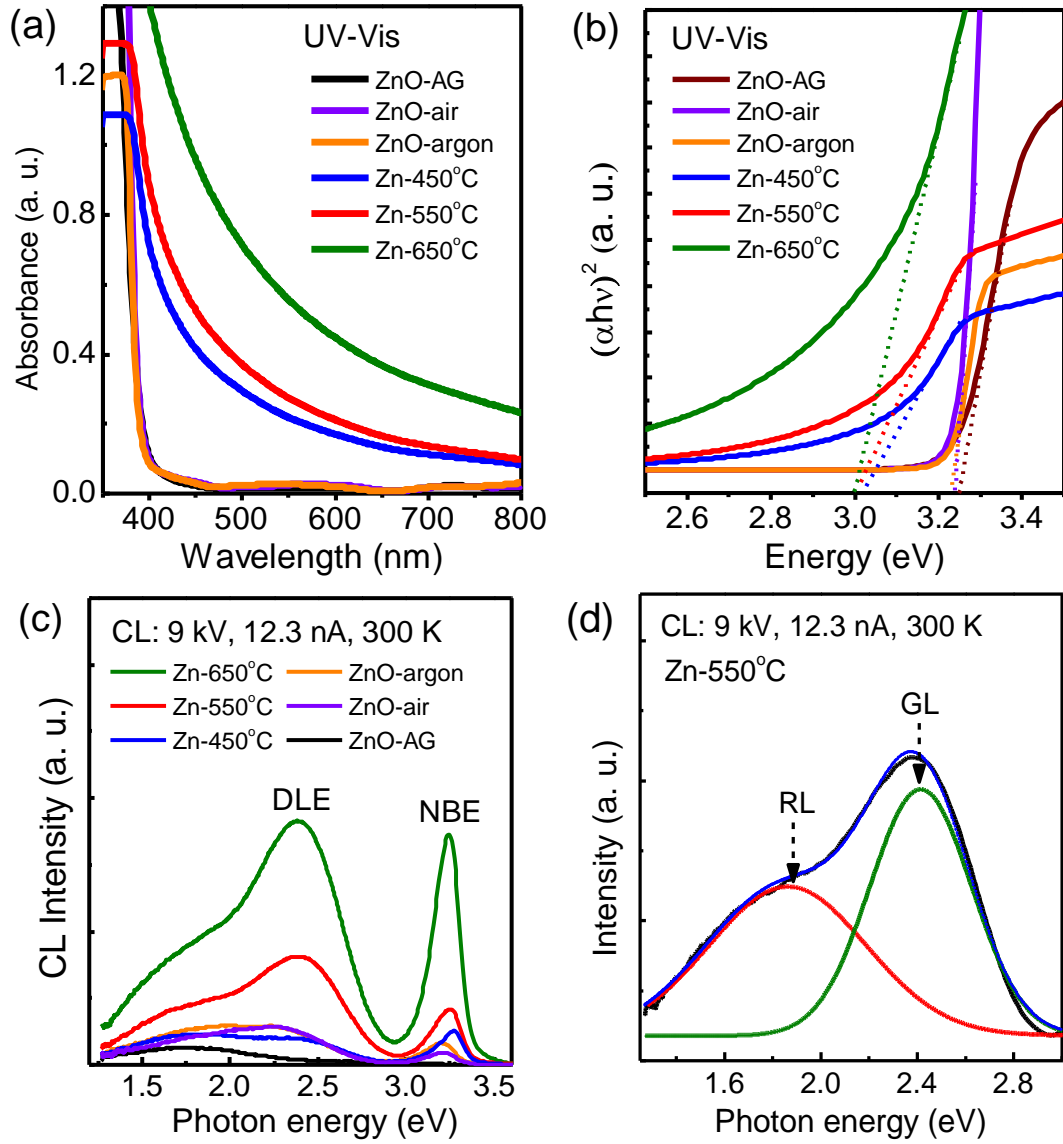 (a)
UV-Vis
ZnO-AG
ZnO-air
ZnO-argon
Zn-450°C
Zn-550°C
Zn-650°C
Absorbance (a. u.)
1.2
0.8
0.4
0.0
400 500 600 700 800
Wavelength (nm)
(b)
UV-Vis
ZnO-AG
ZnO-air
ZnO-argon
Zn-450°C
Zn-550°C
Zn-650°C
(αhν)² (a. u.)
2.6 2.8 3.0 3.2 3.4
Energy (eV)
(c)
CL: 9 kV, 12.3 nA, 300 K
Zn-650°C ZnO-argon
Zn-550°C ZnO-air
Zn-450°C ZnO-AG
DLE
NBE
CL Intensity (a. u.)
1.5 2.0 2.5 3.0 3.5
Photon energy (eV)
(d)
CL: 9 kV, 12.3 nA, 300 K
Zn-550°C
GL
RL
Intensity (a. u.)
1.6 2.0 2.4 2.8
Photon energy (eV)